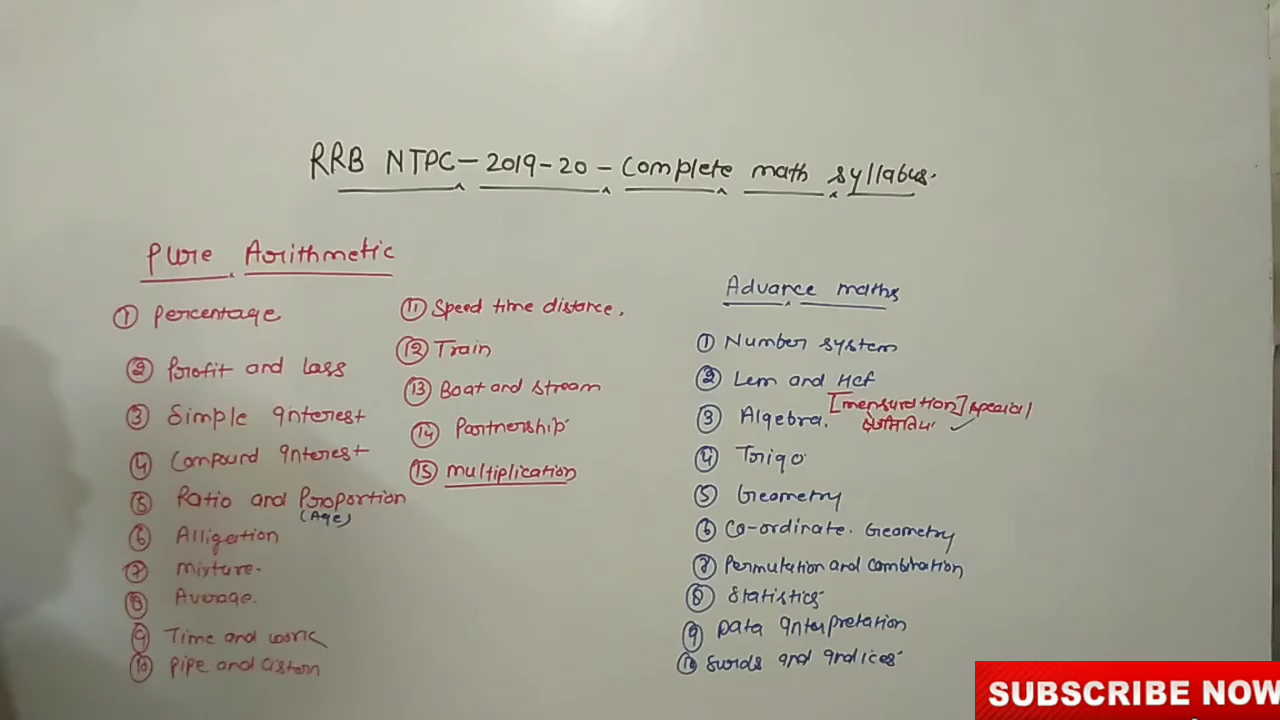 RRB NTPC - 2019-20 - Complete math syllabus.
Pure Arithmetic
① Percentage
② Profit and Loss
③ Simple Interest
④ Compound Interest
⑤ Ratio and Proportion
(Age)
⑥ Alligation
⑦ Mixture.
⑧ Average.
⑨ Time and work
⑩ Pipe and Cistern
⑪ Speed time distance.
⑫ Train
⑬ Boat and stream
⑭ Partnership
⑮ multiplication
Advance maths
① Number system
② Lcm and Hcf
③ Algebra. [mensuration] special
④ Trigo
⑤ Geometry
⑥ Co-ordinate. Geometry
⑦ Permutation and Combination
⑧ Statistics
⑨ Data Interpretation
⑩ Surds and Indices
SUBSCRIBE NOW